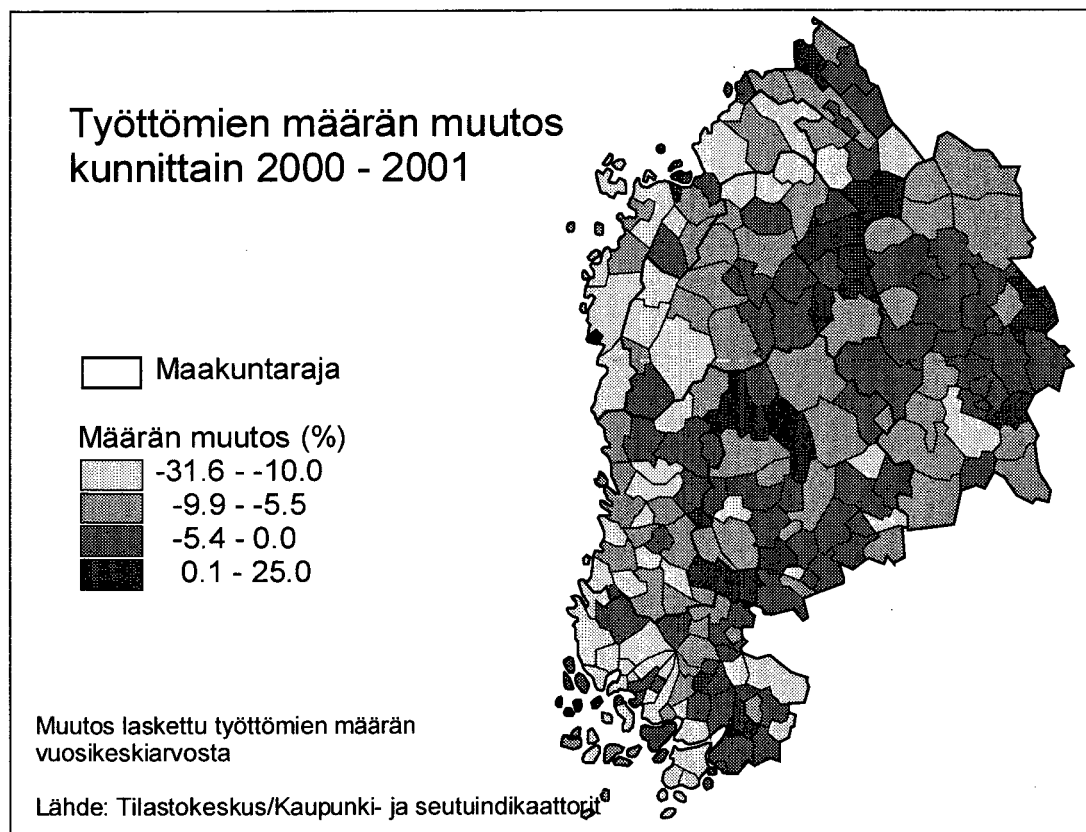 Työttömien määrän muutos
kunnittain 2000 - 2001
Maakuntaraja
Määrän muutos (%)
-31.6 - -10.0
-9.9 - -5.5
-5.4 - 0.0
0.1 - 25.0
Muutos laskettu työttömien määrän
vuosikeskiarvosta
Lähde: Tilastokeskus/Kaupunki- ja seutuindikaattorit